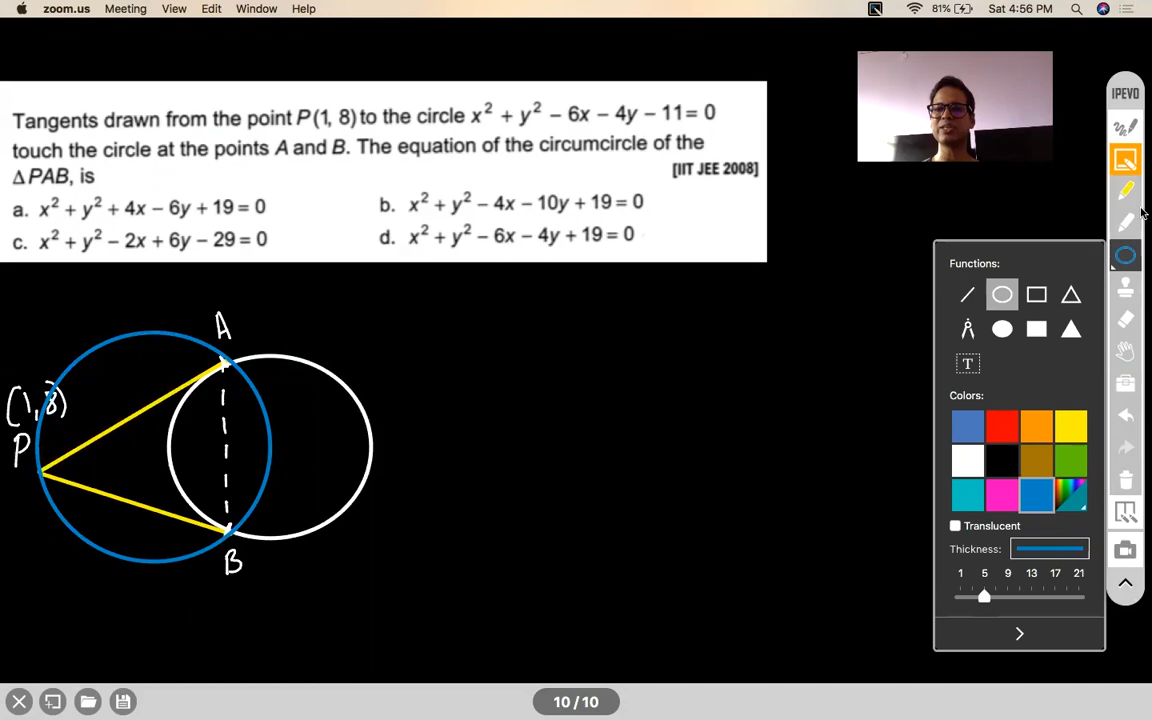 zoom.us Meeting View Edit Window Help 81% Sat 4:56 PM
IPEVO
Tangents drawn from the point P(1, 8) to the circle x² + y² − 6x − 4y − 11 = 0
touch the circle at the points A and B. The equation of the circumcircle of the
ΔPAB, is [IIT JEE 2008]
a. x² + y² + 4x − 6y + 19 = 0 b. x² + y² − 4x − 10y + 19 = 0
c. x² + y² − 2x + 6y − 29 = 0 d. x² + y² − 6x − 4y + 19 = 0
A
(1,8)
P
B
Functions:
T
Colors:
Translucent
Thickness:
1 5 9 13 17 21
10 / 10